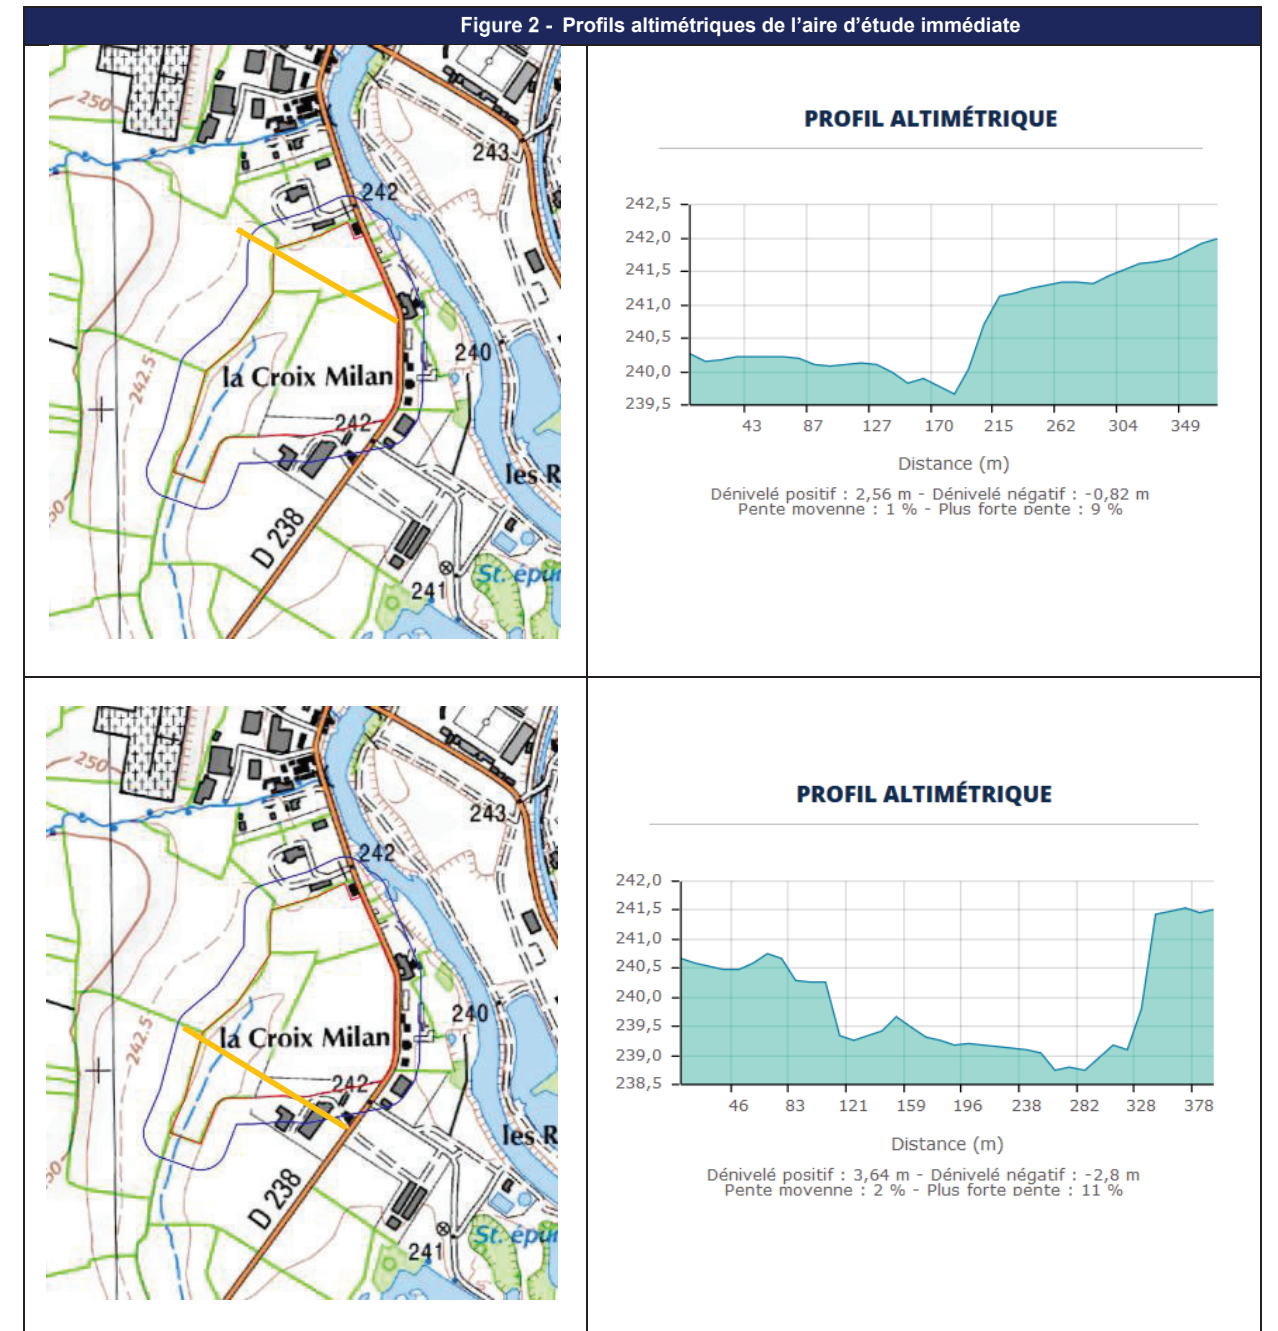 Figure 2 - Profils altimétriques de l'aire d'étude immédiate
250
243
242
240
242.5
la Croix Milan
242
les R
50
D 238
241
St. épur
PROFIL ALTIMÉTRIQUE
242,5
242,0
241,5
241,0
240,5
240,0
239,5
43 87 127 170 215 262 304 349
Distance (m)
Dénivelé positif : 2,56 m - Dénivelé négatif : -0,82 m
Pente moyenne : 1 % - Plus forte pente : 9 %
250
243
242
240
242.5
la Croix Milan
242
les R
50
D 238
241
St. épur
PROFIL ALTIMÉTRIQUE
242,0
241,5
241,0
240,5
240,0
239,5
239,0
238,5
46 83 121 159 196 238 282 328 378
Distance (m)
Dénivelé positif : 3,64 m - Dénivelé négatif : -2,8 m
Pente moyenne : 2 % - Plus forte pente : 11 %